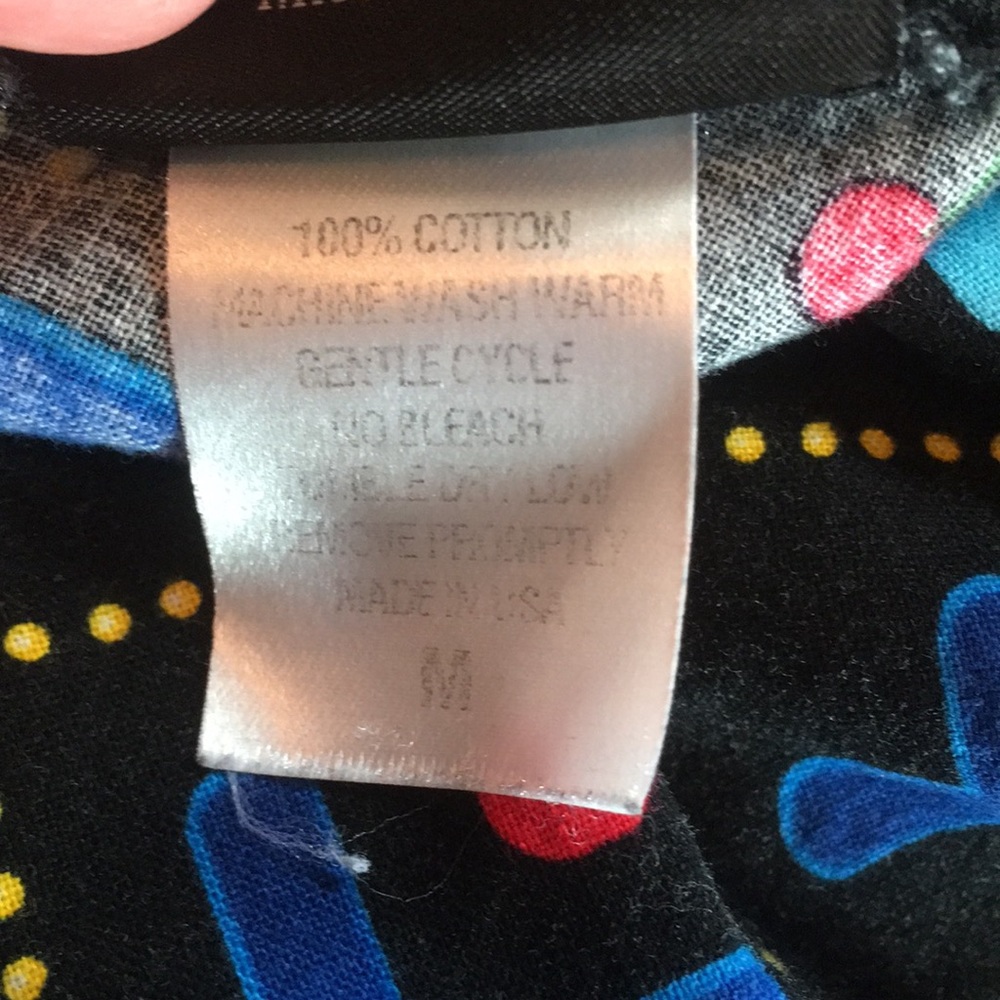 100% COTTON
MACHINE WASH WARM
GENTLE CYCLE
NO BLEACH
TUMBLE DRY LOW
REMOVE PROMPTLY
MADE IN USA
M